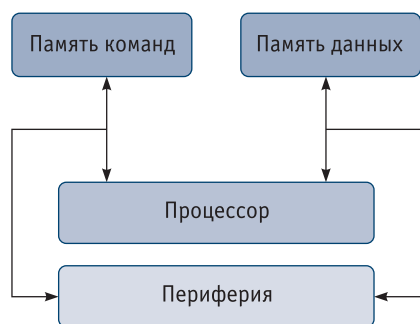 Память команд
Память данных
Процессор
Периферия